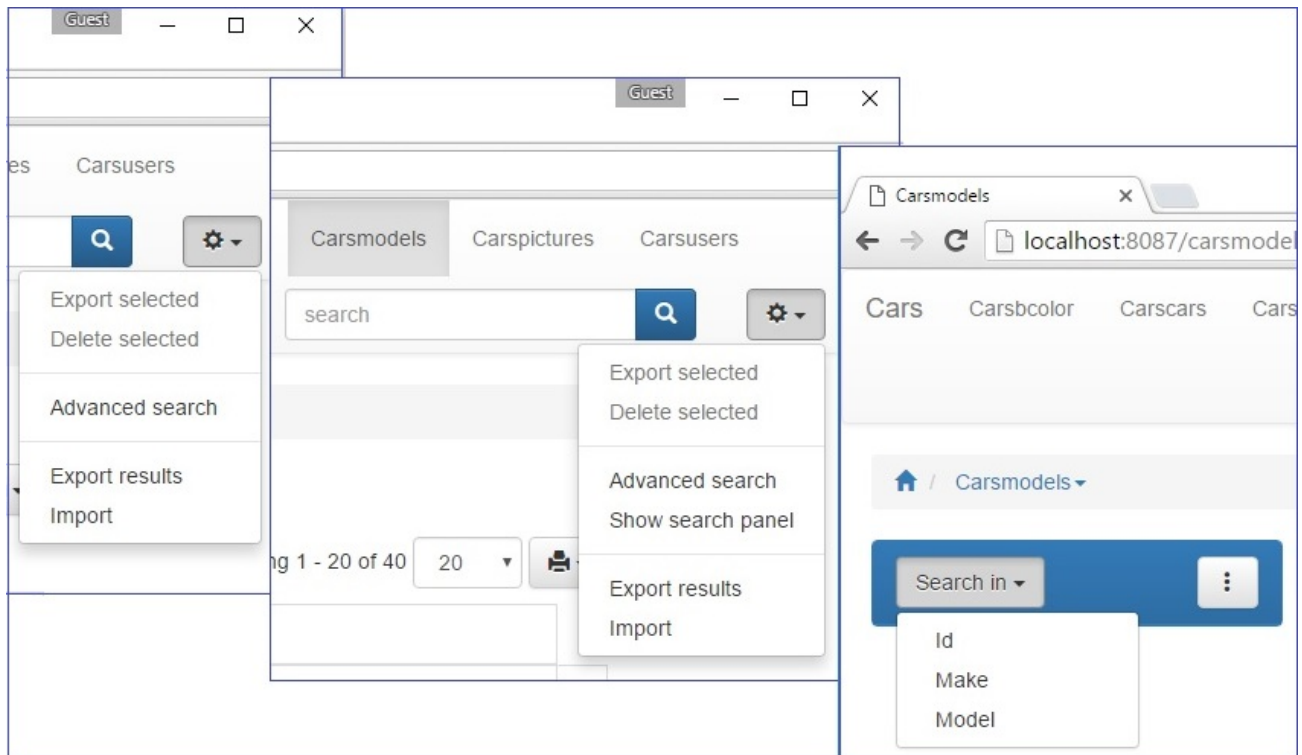 Guest
es Carsusers
Export selected
Delete selected
Advanced search
Export results
Import
Guest
Carsmodels Carspictures Carsusers
search
Export selected
Delete selected
Advanced search
Show search panel
ng 1 - 20 of 40 20
Export results
Import
Carsmodels
localhost:8087/carsmodel
Cars Carsbcolor Carscars Cars
/ Carsmodels
Search in
Id
Make
Model